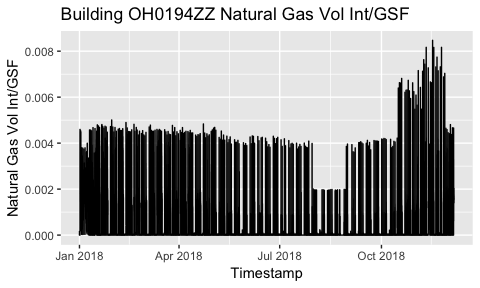 Building OH0194ZZ Natural Gas Vol Int/GSF
Natural Gas Vol Int/GSF
0.008
0.006
0.004
0.002
0.000
Jan 2018
Apr 2018
Jul 2018
Oct 2018
Timestamp